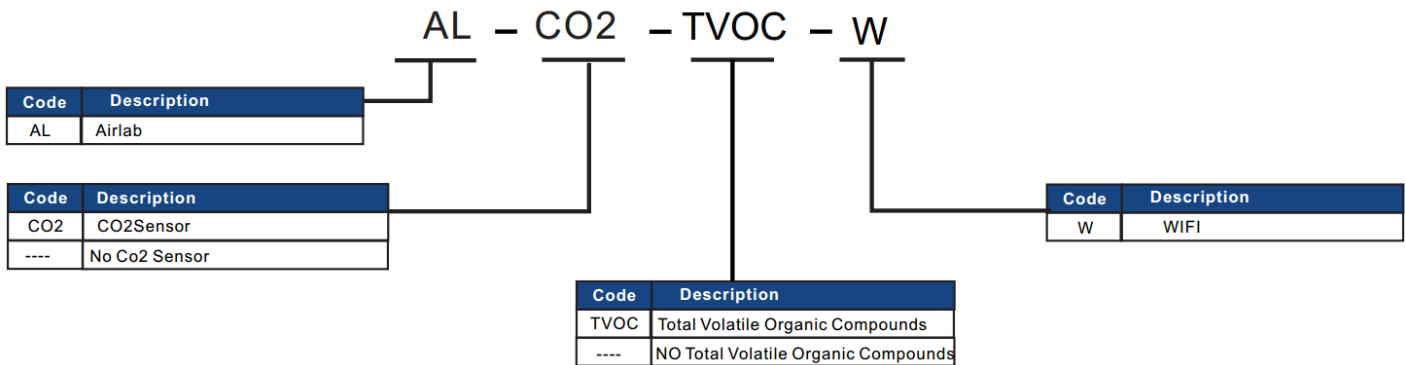 AL – CO2 – TVOC – W
Code Description
AL Airlab
Code Description
CO2 CO2Sensor
---- No Co2 Sensor
Code Description
W WIFI
Code Description
TVOC Total Volatile Organic Compounds
---- NO Total Volatile Organic Compounds